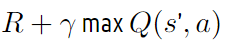 R + γ max Q(s', a)